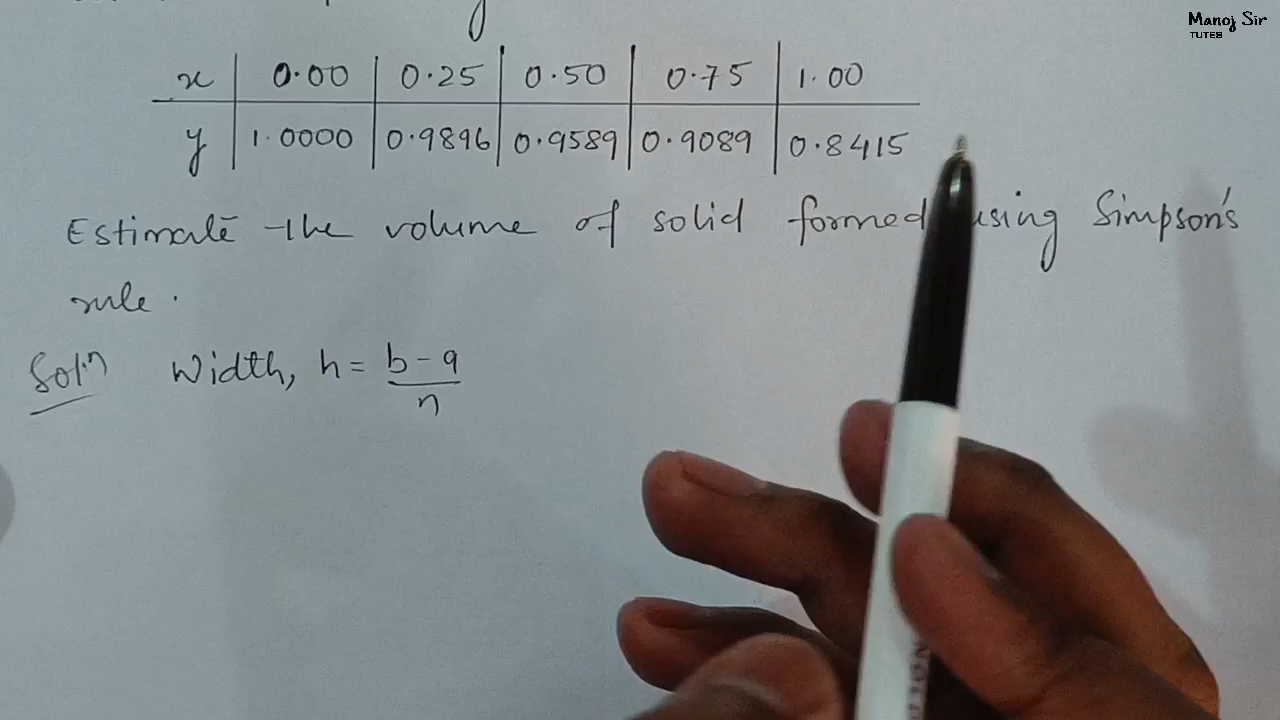 Manoj Sir
TUTES
x 0.00 0.25 0.50 0.75 1.00
y 1.0000 0.9896 0.9589 0.9089 0.8415
Estimate the volume of solid formed using Simpson's
rule.
Solⁿ Width, h = b-a/n